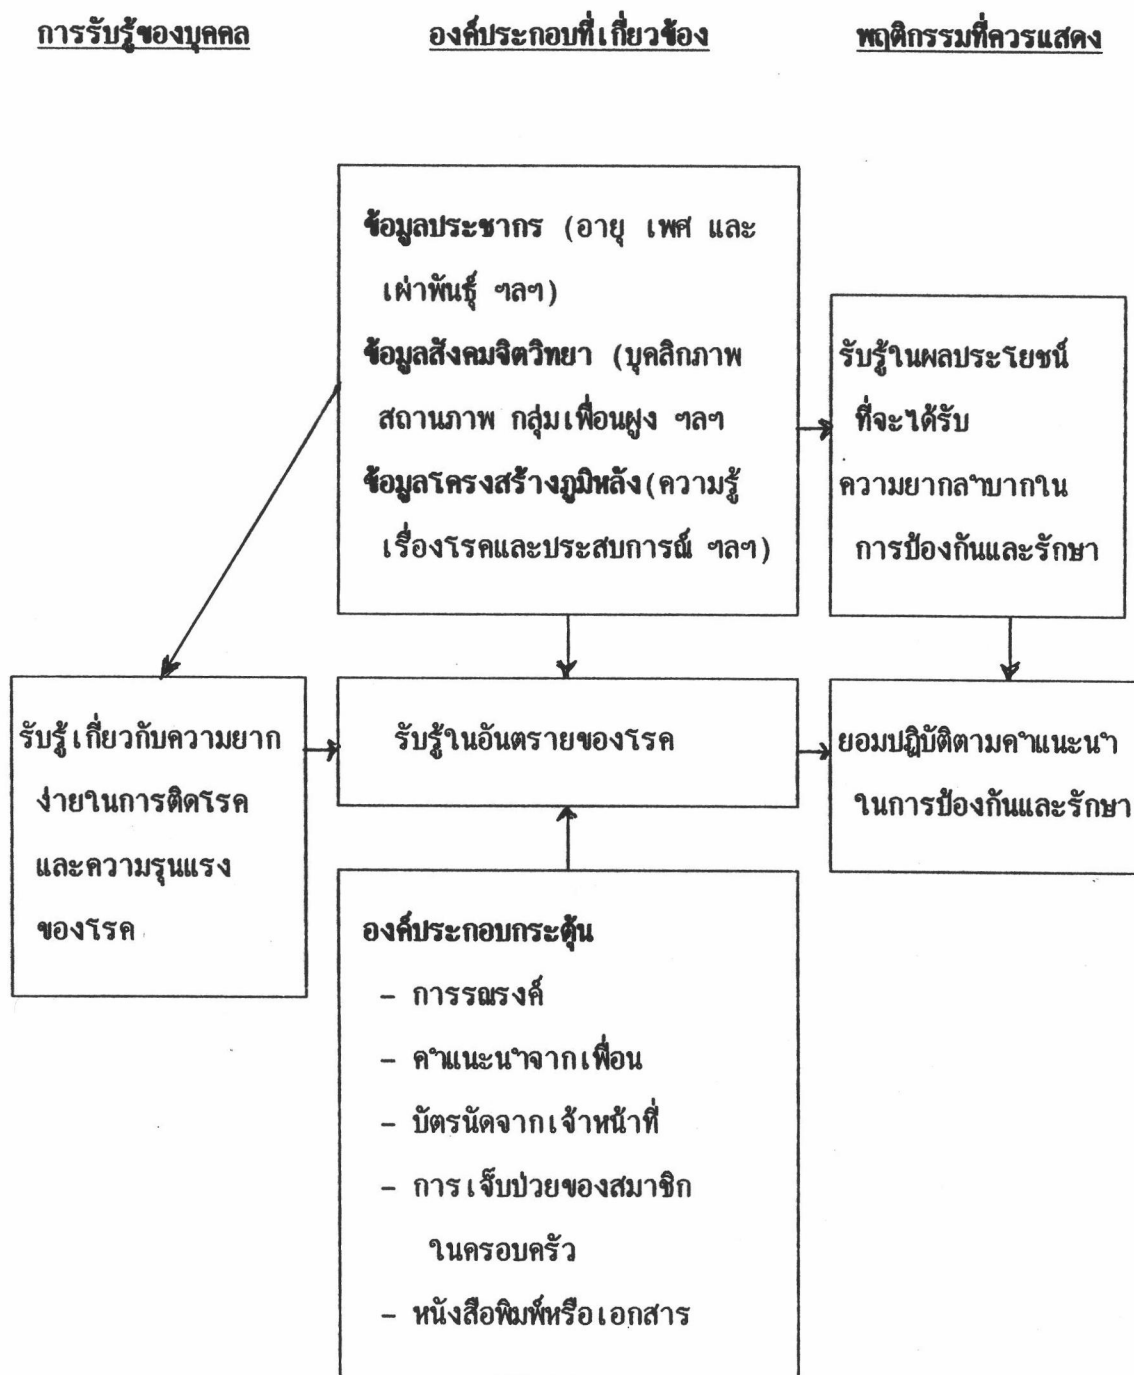 การรับรู้ของบุคคล
องค์ประกอบที่เกี่ยวข้อง
พฤติกรรมที่ควรแสดง
ข้อมูลประชากร (อายุ เพศ และ
เผ่าพันธุ์ ฯลฯ)
ข้อมูลสังคมจิตวิทยา (บุคลิกภาพ
สถานภาพ กลุ่มเพื่อนฝูง ฯลฯ
ข้อมูลโครงสร้างภูมิหลัง(ความรู้
เรื่องโรคและประสบการณ์ ฯลฯ)
รับรู้ในผลประโยชน์
ที่จะได้รับ
ความยากลำบากใน
การป้องกันและรักษา
รับรู้เกี่ยวกับความยาก
ง่ายในการติดโรค
และความรุนแรง
ของโรค
รับรู้ในอันตรายของโรค
ยอมปฏิบัติตามคำแนะนำ
ในการป้องกันและรักษา
องค์ประกอบกระตุ้น
- การรณรงค์
- คำแนะนำจากเพื่อน
- บัตรนัดจากเจ้าหน้าที่
- การเจ็บป่วยของสมาชิก
ในครอบครัว
- หนังสือพิมพ์หรือเอกสาร